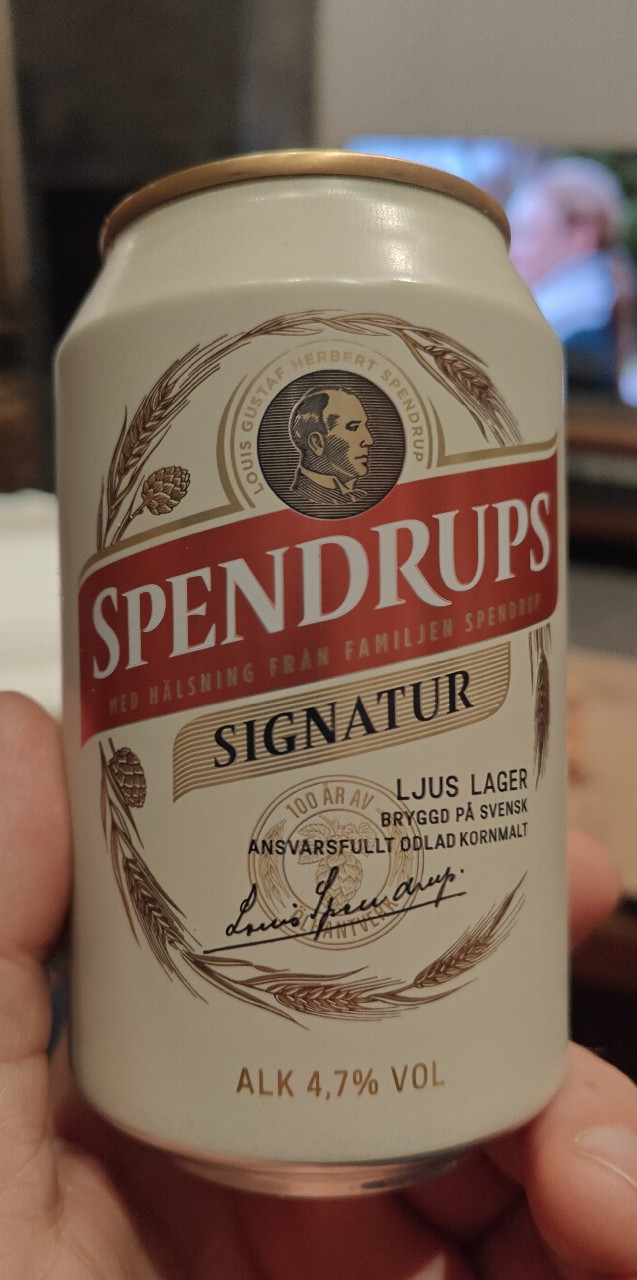 LOUIS GUSTAF HERBERT SPENDRUP
SPENDRUPS
MED HÄLSNING FRÅN FAMILJEN SPENDRUP
SIGNATUR
LJUS LAGER
BRYGGD PÅ SVENSK
ANSVARSFULLT ODLAD KORNMALT
100 ÅR AV
Louis Spendrup.
ALK 4,7% VOL